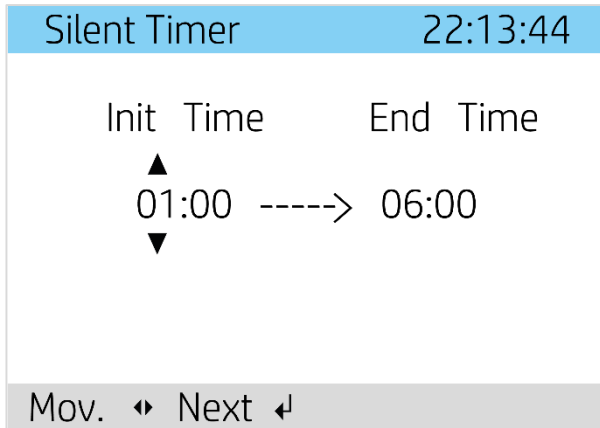 Silent Timer 22:13:44
Init Time End Time
▲
01:00 -----> 06:00
▼
Mov. ◂▸ Next ↲